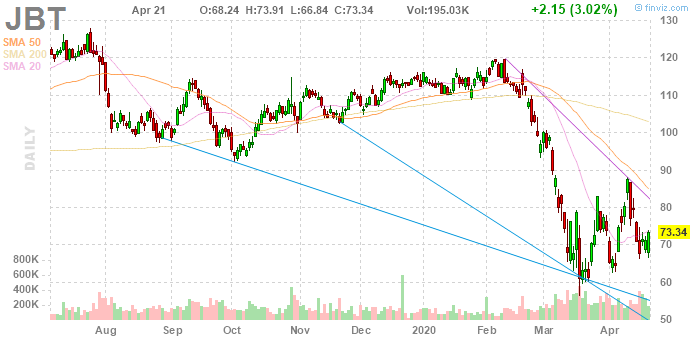 JBT Apr 21 O:68.24 H:73.91 L:66.84 C:73.34 Vol:195.03K +2.15 (3.02%)
© finviz.com
SMA 50
SMA 200
SMA 20
DAILY
130
120
110
100
90
80
73.34
70
60
50
800K
600K
400K
200K
Aug Sep Oct Nov Dec 2020 Feb Mar Apr